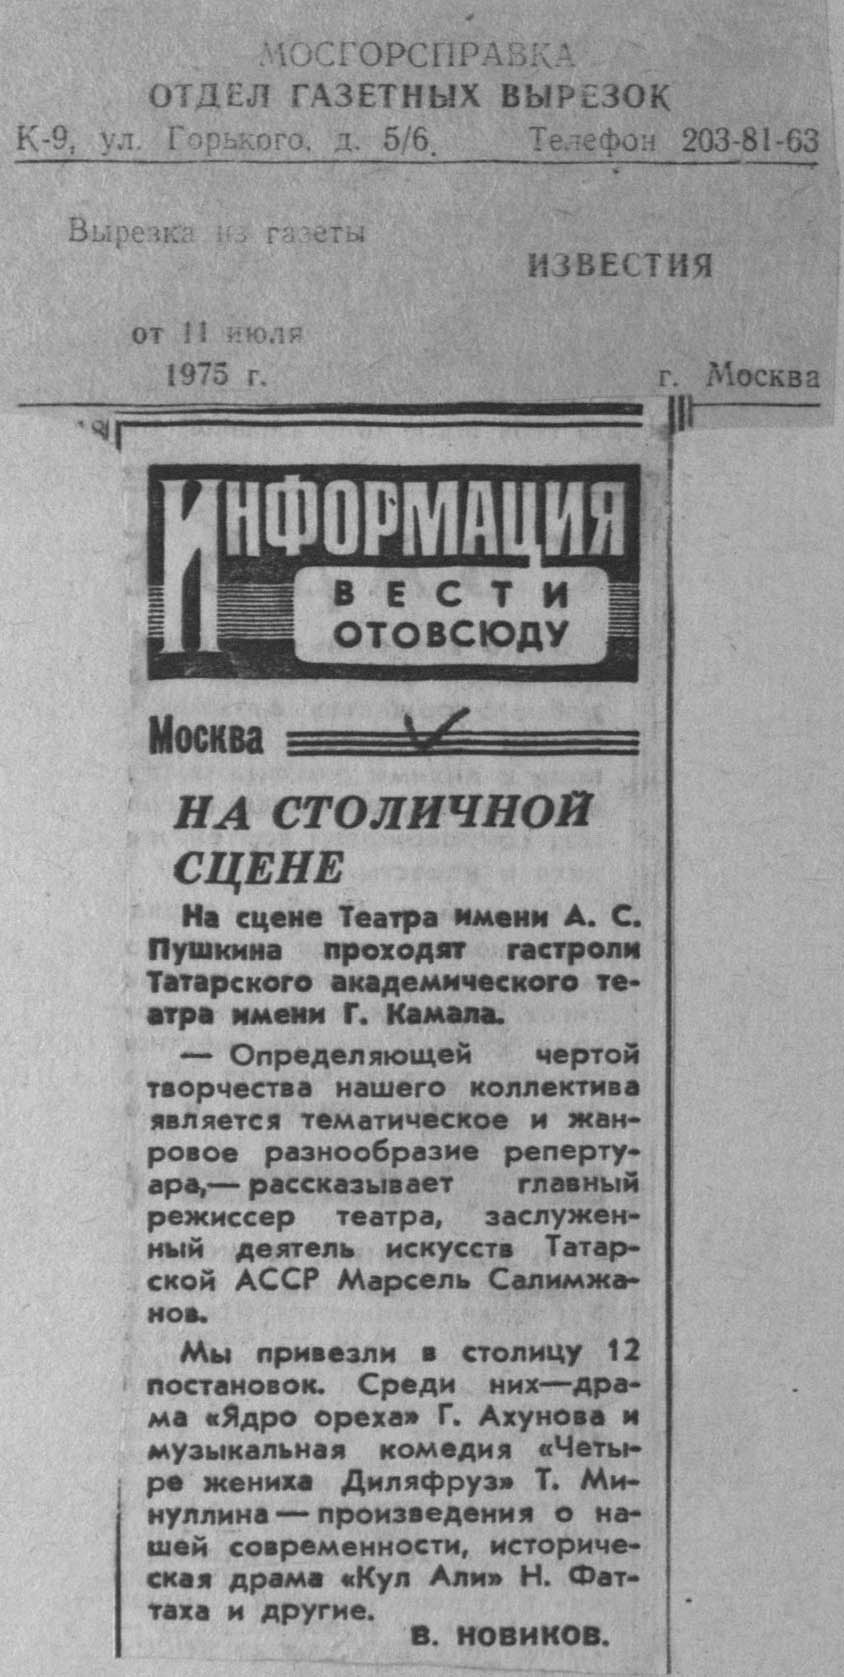 МОСГОРСПРАВКА
ОТДЕЛ ГАЗЕТНЫХ ВЫРЕЗОК
К-9, ул. Горького, д. 5/6. Телефон 203-81-63
Вырезка из газеты
ИЗВЕСТИЯ
от 11 июля
1975 г.
г. Москва
ИНФОРМАЦИЯ
ВЕСТИ
ОТОВСЮДУ
Москва
НА СТОЛИЧНОЙ
СЦЕНЕ
На сцене Театра имени А. С.
Пушкина проходят гастроли
Татарского академического те-
атра имени Г. Камала.
— Определяющей чертой
творчества нашего коллектива
является тематическое и жан-
ровое разнообразие реперту-
ара,— рассказывает главный
режиссер театра, заслужен-
ный деятель искусств Татар-
ской АССР Марсель Салимжа-
нов.
Мы привезли в столицу 12
постановок. Среди них—дра-
ма «Ядро ореха» Г. Ахунова и
музыкальная комедия «Четы-
ре жениха Диляфруз» Т. Ми-
нуллина — произведения о на-
шей современности, историче-
ская драма «Кул Али» Н. Фат-
таха и другие.
В. НОВИКОВ.